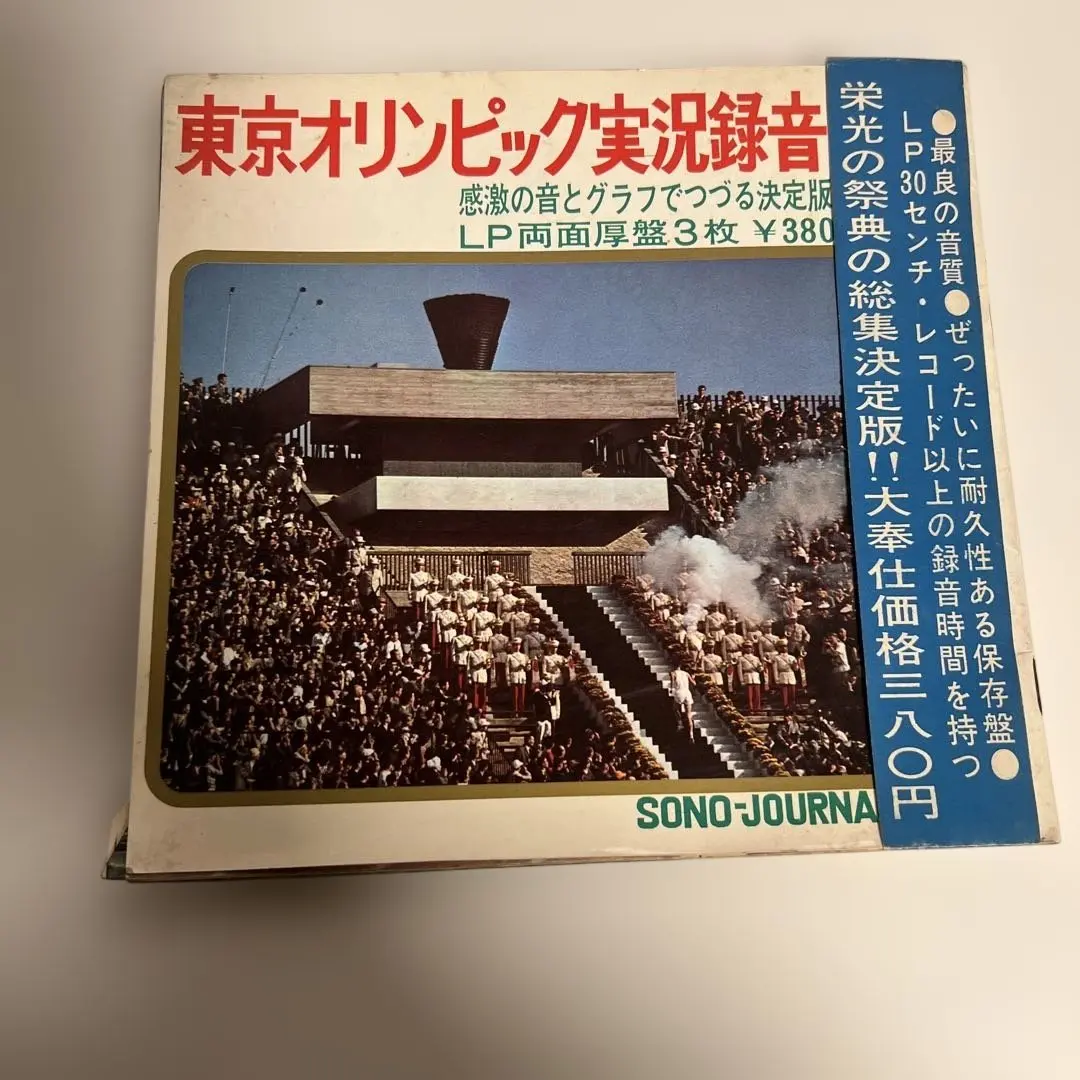 東京オリンピック実況録音
感激の音とグラフでつづる決定版
LP両面厚盤3枚 ¥380
SONO-JOURNA
●最良の音質●ぜったいに耐久性ある保存盤●
LP30センチ・レコード以上の録音時間を持つ
栄光の祭典の総集決定版!!大奉仕価格三八〇円